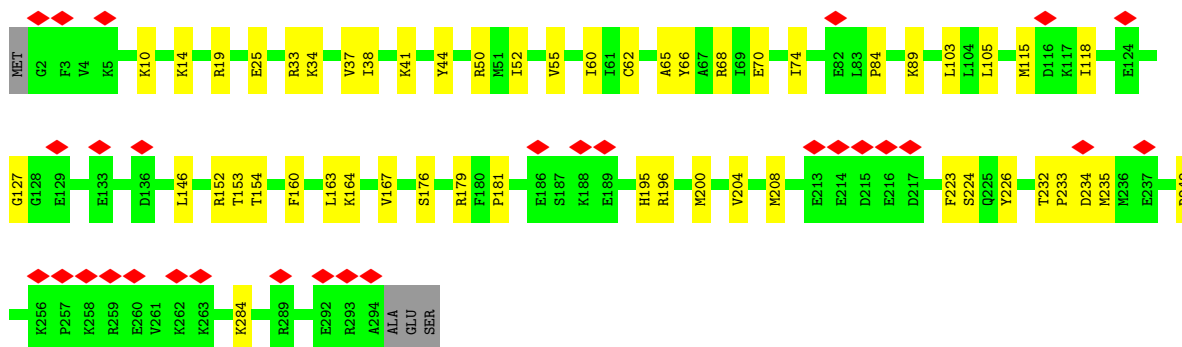 MET G2 F3 V4 K5 K10 K14 R19 E25 R33 K34 V37 I38 K41 Y44 R50 M51 I52 V55 I60 I61 C62 A65 Y66 A67 R68 I69 E70 I74 E82 L83 P84 K89 L103 L104 L105 M115 D116 K117 I118 E124
G127 G128 E129 E133 D136 L146 R152 T153 T154 F160 L163 K164 V167 S176 R179 F180 P181 E186 S187 K188 E189 H195 R196 M200 V204 M208 E213 E214 D215 E216 D217 F223 S224 Q225 Y226 T232 P233 D234 M235 M236 E237
K256 P257 K258 R259 E260 V261 K262 K263 K284 R289 E292 R293 A294 ALA GLU SER